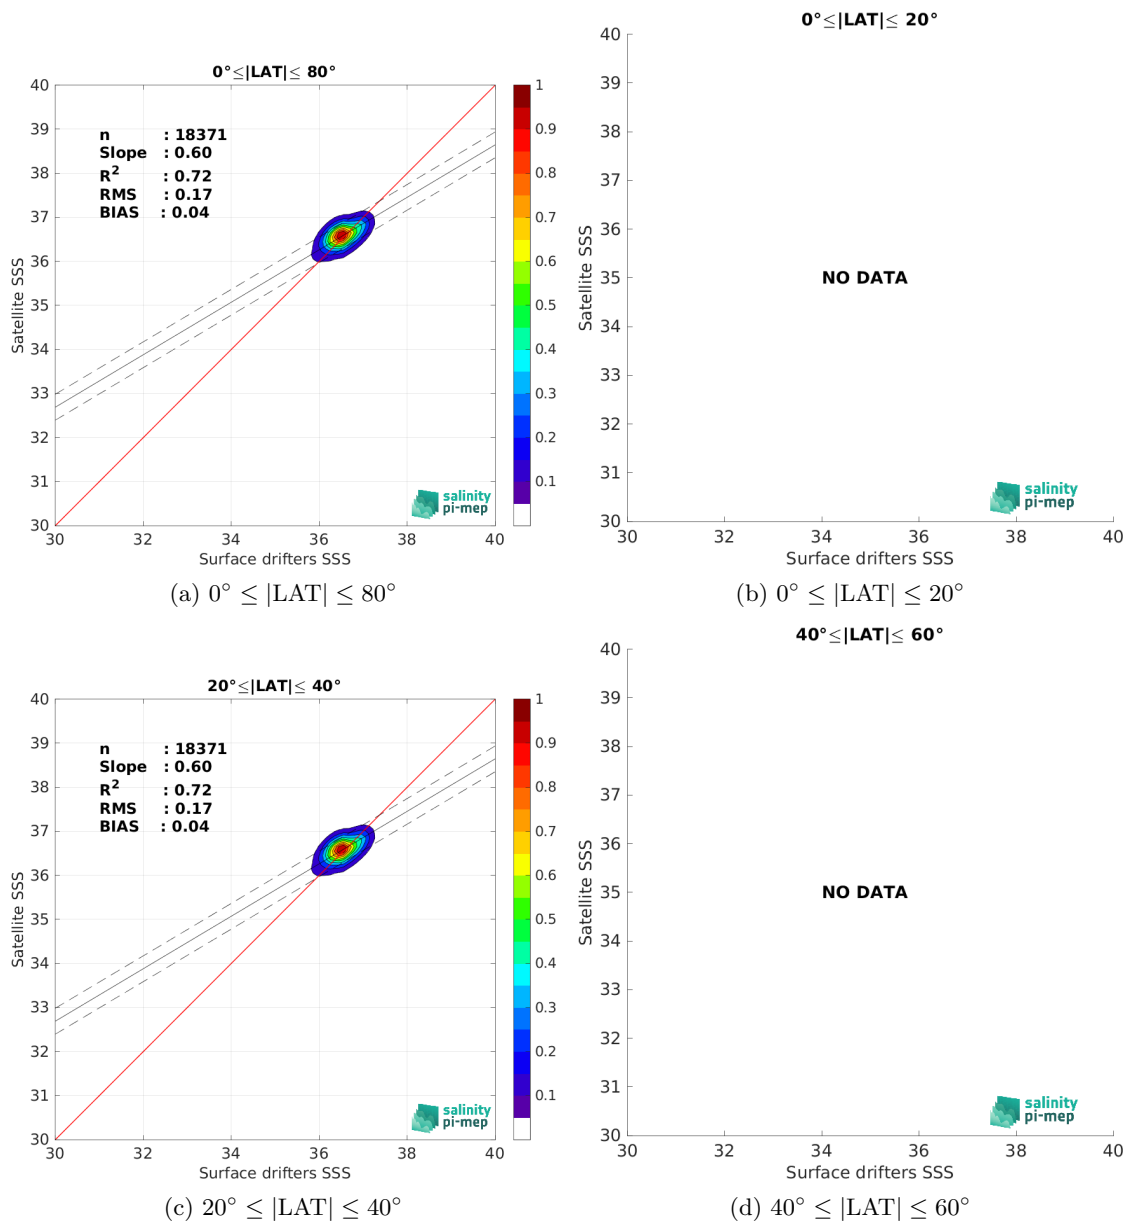 0°≤|LAT|≤ 80°
40
39
38
37
36
35
34
33
32
31
30
30
32
34
36
38
40
Satellite SSS
Surface drifters SSS
n : 18371
Slope : 0.60
R² : 0.72
RMS : 0.17
BIAS : 0.04
1
0.9
0.8
0.7
0.6
0.5
0.4
0.3
0.2
0.1
salinity
pi-mep
(a) 0° ≤ |LAT| ≤ 80°
0°≤|LAT|≤ 20°
40
39
38
37
36
35
34
33
32
31
30
30
32
34
36
38
40
Satellite SSS
Surface drifters SSS
NO DATA
salinity
pi-mep
(b) 0° ≤ |LAT| ≤ 20°
20°≤|LAT|≤ 40°
40
39
38
37
36
35
34
33
32
31
30
30
32
34
36
38
40
Satellite SSS
Surface drifters SSS
n : 18371
Slope : 0.60
R² : 0.72
RMS : 0.17
BIAS : 0.04
1
0.9
0.8
0.7
0.6
0.5
0.4
0.3
0.2
0.1
salinity
pi-mep
(c) 20° ≤ |LAT| ≤ 40°
40°≤|LAT|≤ 60°
40
39
38
37
36
35
34
33
32
31
30
30
32
34
36
38
40
Satellite SSS
Surface drifters SSS
NO DATA
salinity
pi-mep
(d) 40° ≤ |LAT| ≤ 60°